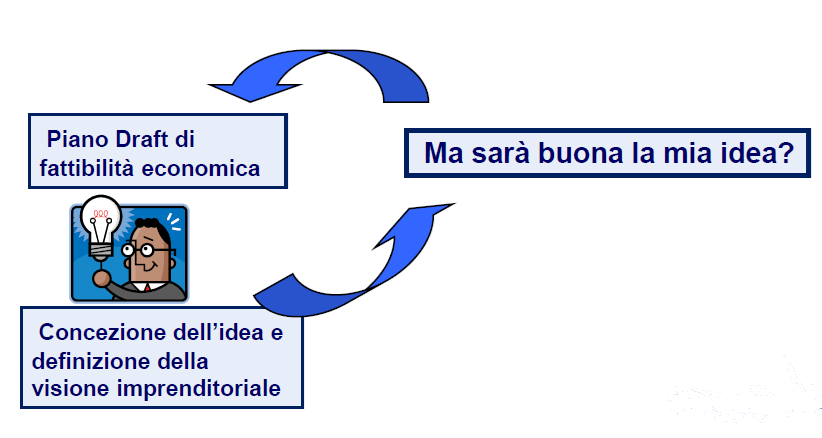 Piano Draft di
fattibilità economica
Ma sarà buona la mia idea?
Concezione dell'idea e
definizione della
visione imprenditoriale